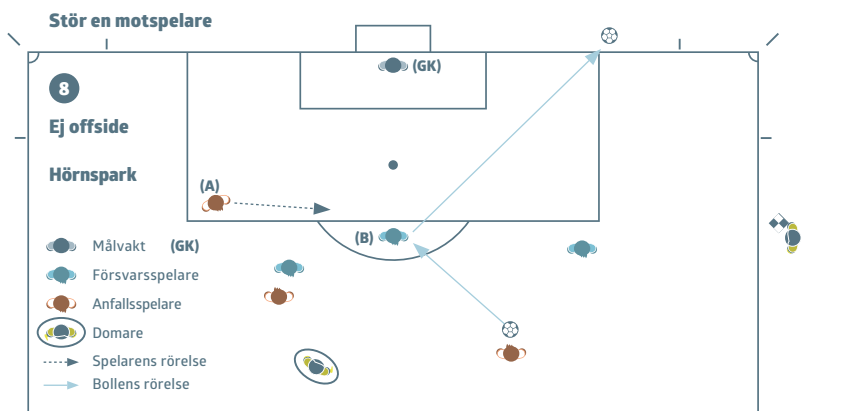 Stör en motspelare
(GK)
8
Ej offside
Hörnspark
(A)
(B)
Målvakt (GK)
Försvarsspelare
Anfallsspelare
Domare
Spelarens rörelse
Bollens rörelse